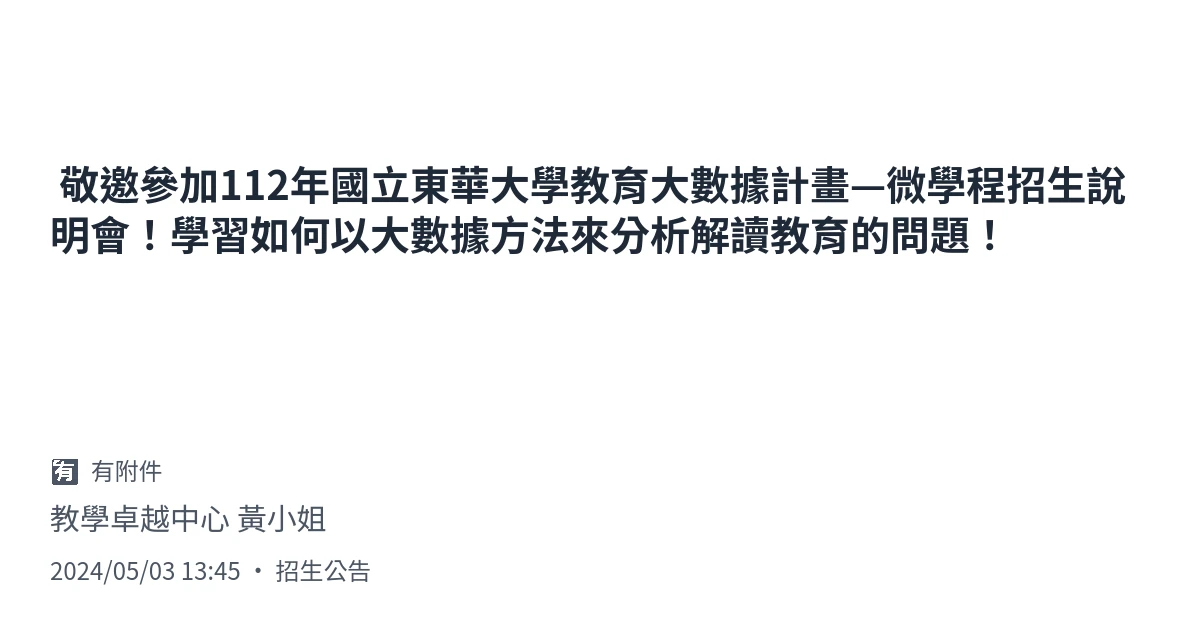 敬邀參加112年國立東華大學教育大數據計畫—微學程招生說
明會！學習如何以大數據方法來分析解讀教育的問題！
有 有附件
教學卓越中心 黃小姐
2024/05/03 13:45 ・ 招生公告